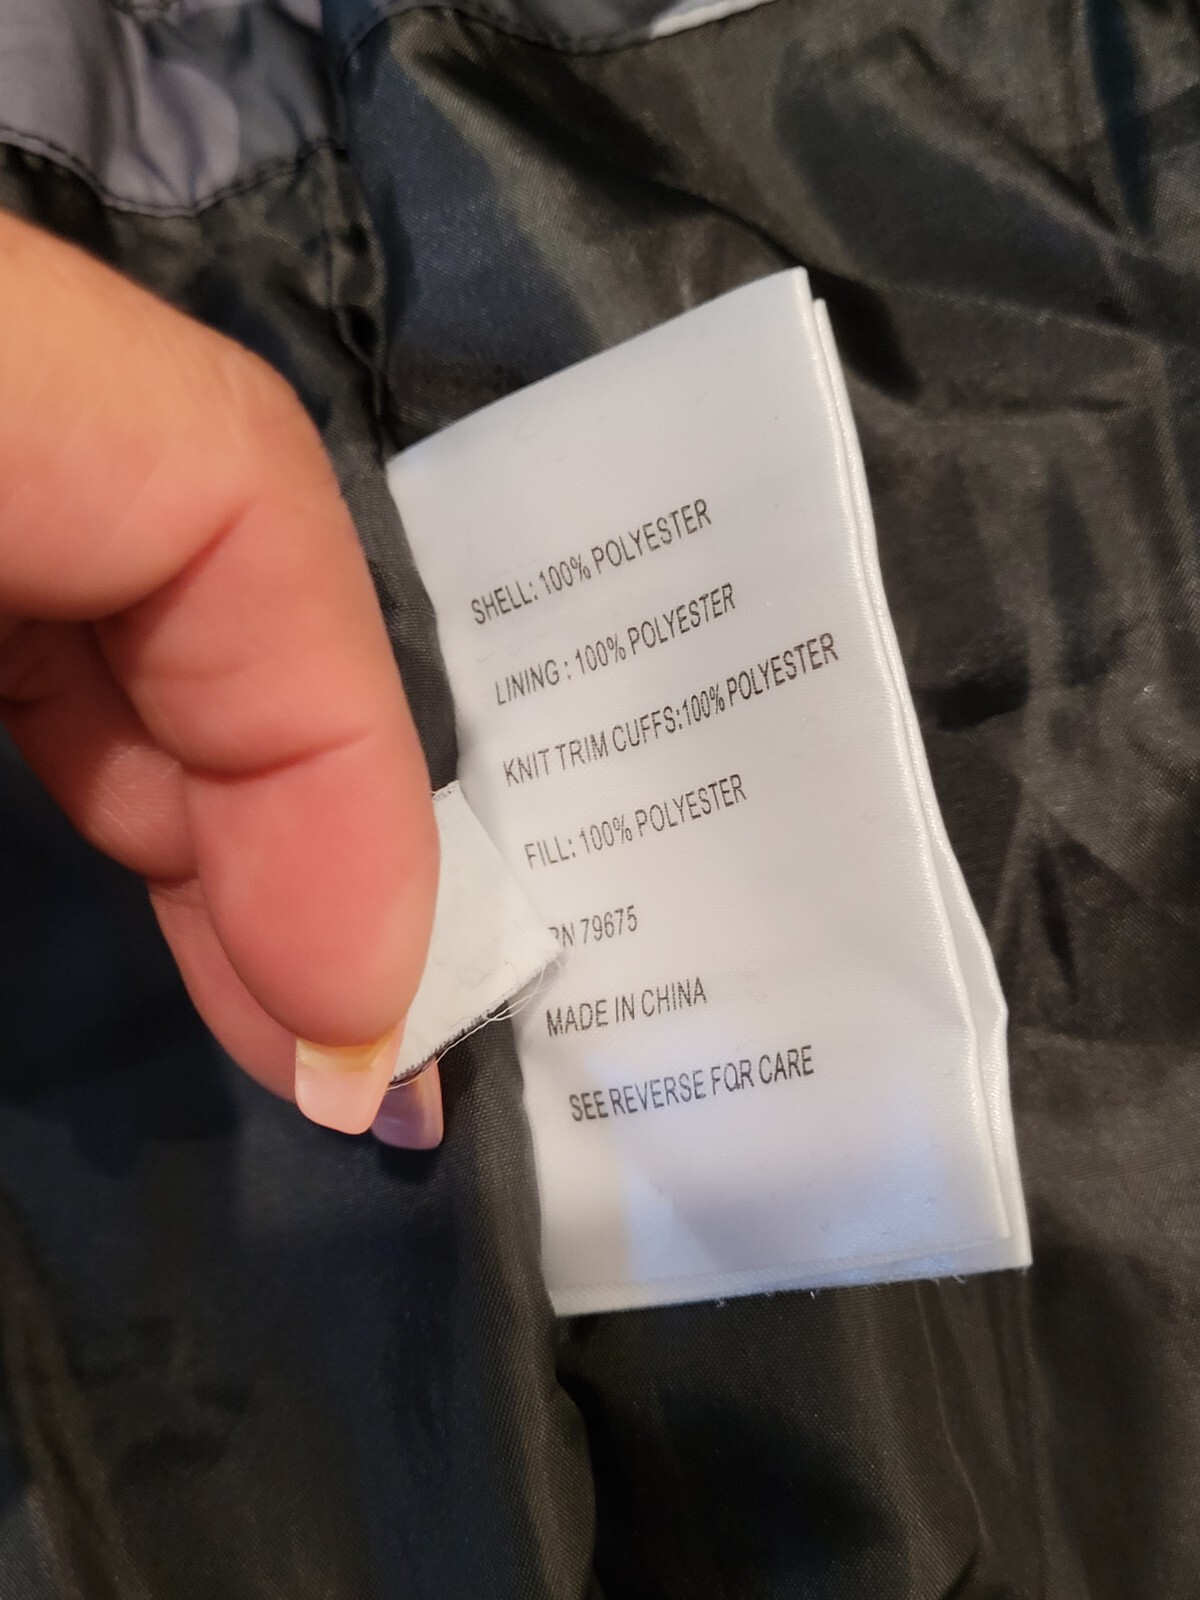 SHELL: 100% POLYESTER
LINING : 100% POLYESTER
KNIT TRIM CUFFS:100% POLYESTER
FILL: 100% POLYESTER
RN 79675
MADE IN CHINA
SEE REVERSE FOR CARE